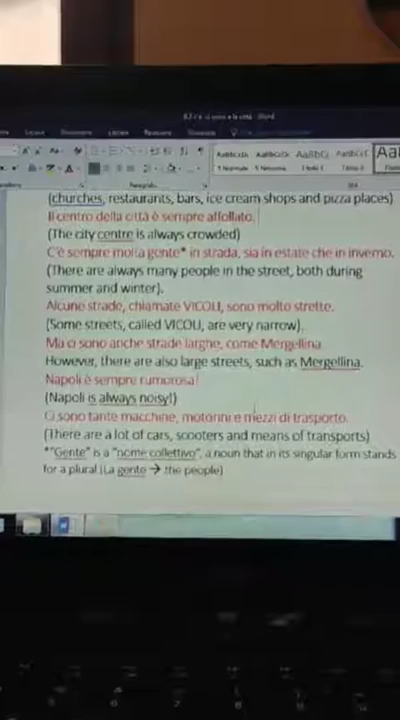 (churches, restaurants, bars, ice cream shops and pizza places)
Il centro della città è sempre affollato.
(The city centre is always crowded)
C'è sempre molta gente* in strada, sia in estate che in inverno.
(There are always many people in the street, both during
summer and winter).
Alcune strade, chiamate VICOLI, sono molto strette.
(Some streets, called VICOLI, are very narrow).
Ma ci sono anche strade larghe, come Mergellina
However, there are also large streets, such as Mergellina.
Napoli è sempre rumorosa!
(Napoli is always noisy!)
Ci sono tante macchine, motorini e mezzi di trasporto.
(There are a lot of cars, scooters and means of transports)
*"Gente" is a "nome collettivo", a noun that in its singular form stands
for a plural (La gente → the people)